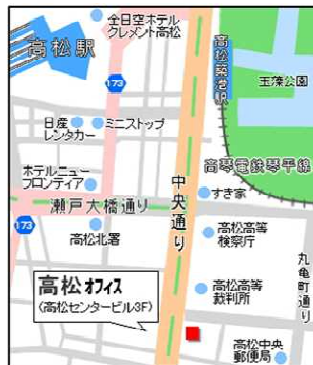 全日空ホテル
クレメント高松
高松駅
高松築港駅
玉藻公園
173
日産
レンタカー
ミニストップ
高琴電鉄琴平線
ホテルニュー
フロンティア
すき家
瀬戸大橋通り
中央通り
173
高松北署
高松高等
検察庁
丸亀町通り
高松オフィス
(高松センタービル3F)
高松高等
裁判所
高松中央
郵便局